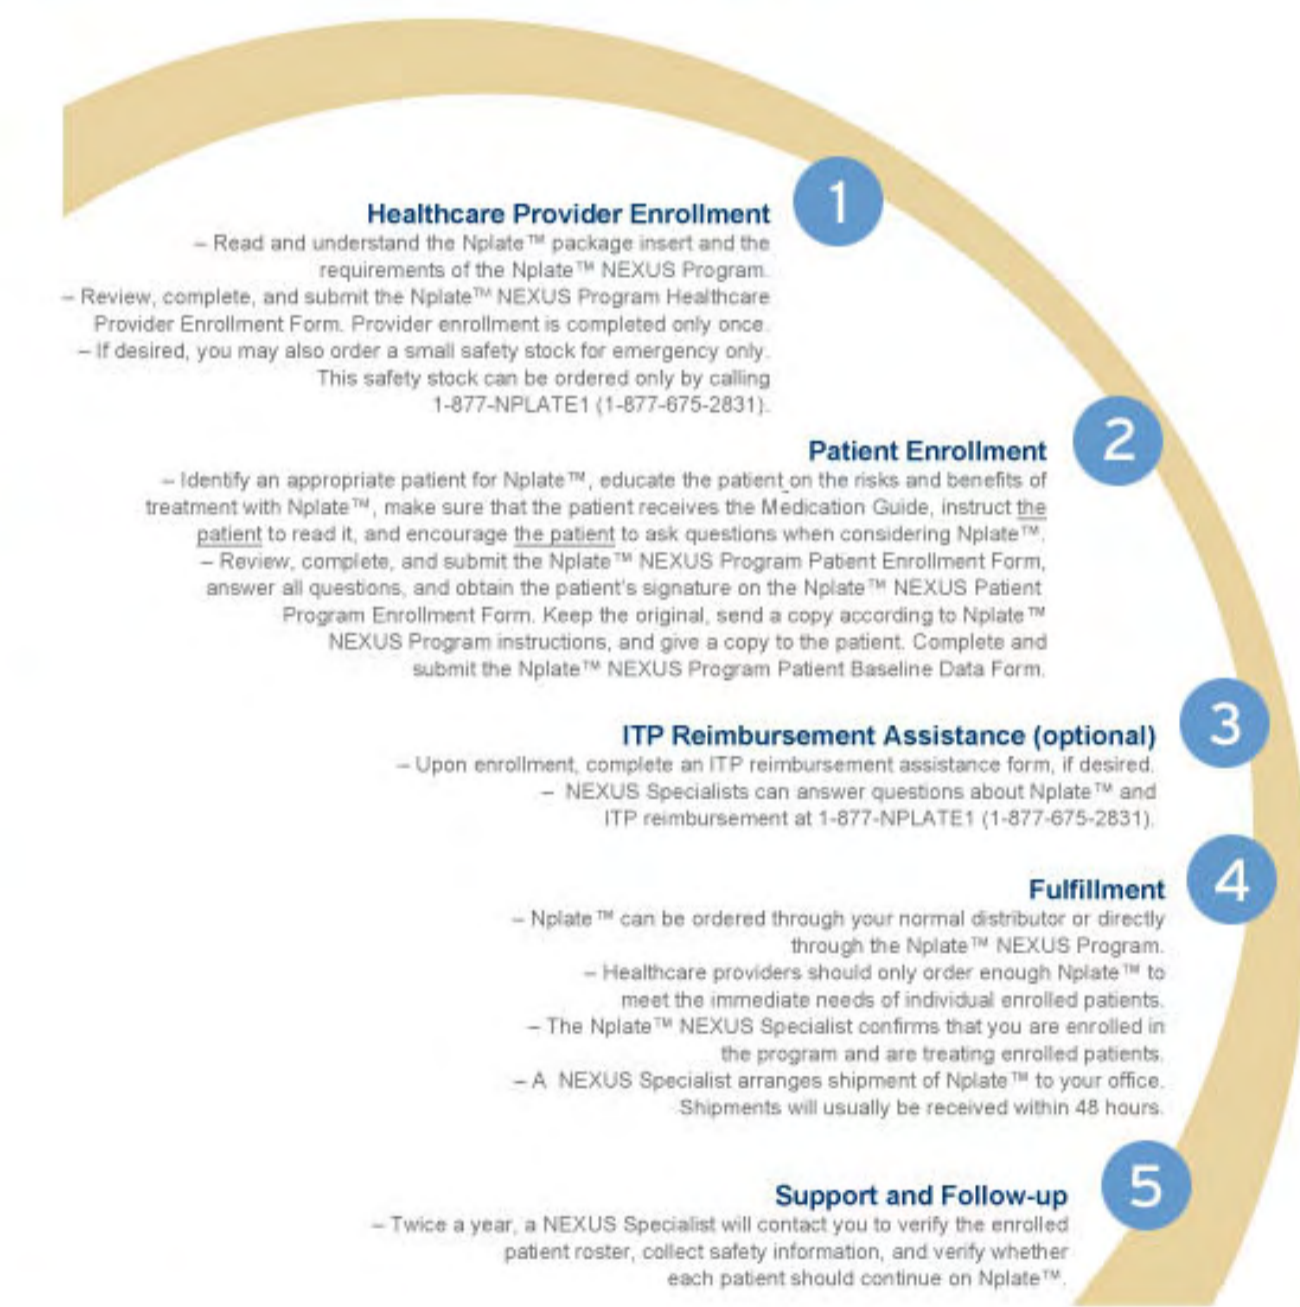 1
Healthcare Provider Enrollment
– Read and understand the Nplate™ package insert and the
requirements of the Nplate™ NEXUS Program.
– Review, complete, and submit the Nplate™ NEXUS Program Healthcare
Provider Enrollment Form. Provider enrollment is completed only once.
– If desired, you may also order a small safety stock for emergency only.
This safety stock can be ordered only by calling
1-877-NPLATE1 (1-877-675-2831).
2
Patient Enrollment
– Identify an appropriate patient for Nplate™, educate the patient on the risks and benefits of
treatment with Nplate™, make sure that the patient receives the Medication Guide, instruct the
patient to read it, and encourage the patient to ask questions when considering Nplate™.
– Review, complete, and submit the Nplate™ NEXUS Program Patient Enrollment Form,
answer all questions, and obtain the patient's signature on the Nplate™ NEXUS Patient
Program Enrollment Form. Keep the original, send a copy according to Nplate™
NEXUS Program instructions, and give a copy to the patient. Complete and
submit the Nplate™ NEXUS Program Patient Baseline Data Form.
3
ITP Reimbursement Assistance (optional)
– Upon enrollment, complete an ITP reimbursement assistance form, if desired.
– NEXUS Specialists can answer questions about Nplate™ and
ITP reimbursement at 1-877-NPLATE1 (1-877-675-2831).
4
Fulfillment
– Nplate™ can be ordered through your normal distributor or directly
through the Nplate™ NEXUS Program.
– Healthcare providers should only order enough Nplate™ to
meet the immediate needs of individual enrolled patients.
– The Nplate™ NEXUS Specialist confirms that you are enrolled in
the program and are treating enrolled patients.
– A NEXUS Specialist arranges shipment of Nplate™ to your office.
Shipments will usually be received within 48 hours.
5
Support and Follow-up
– Twice a year, a NEXUS Specialist will contact you to verify the enrolled
patient roster, collect safety information, and verify whether
each patient should continue on Nplate™.